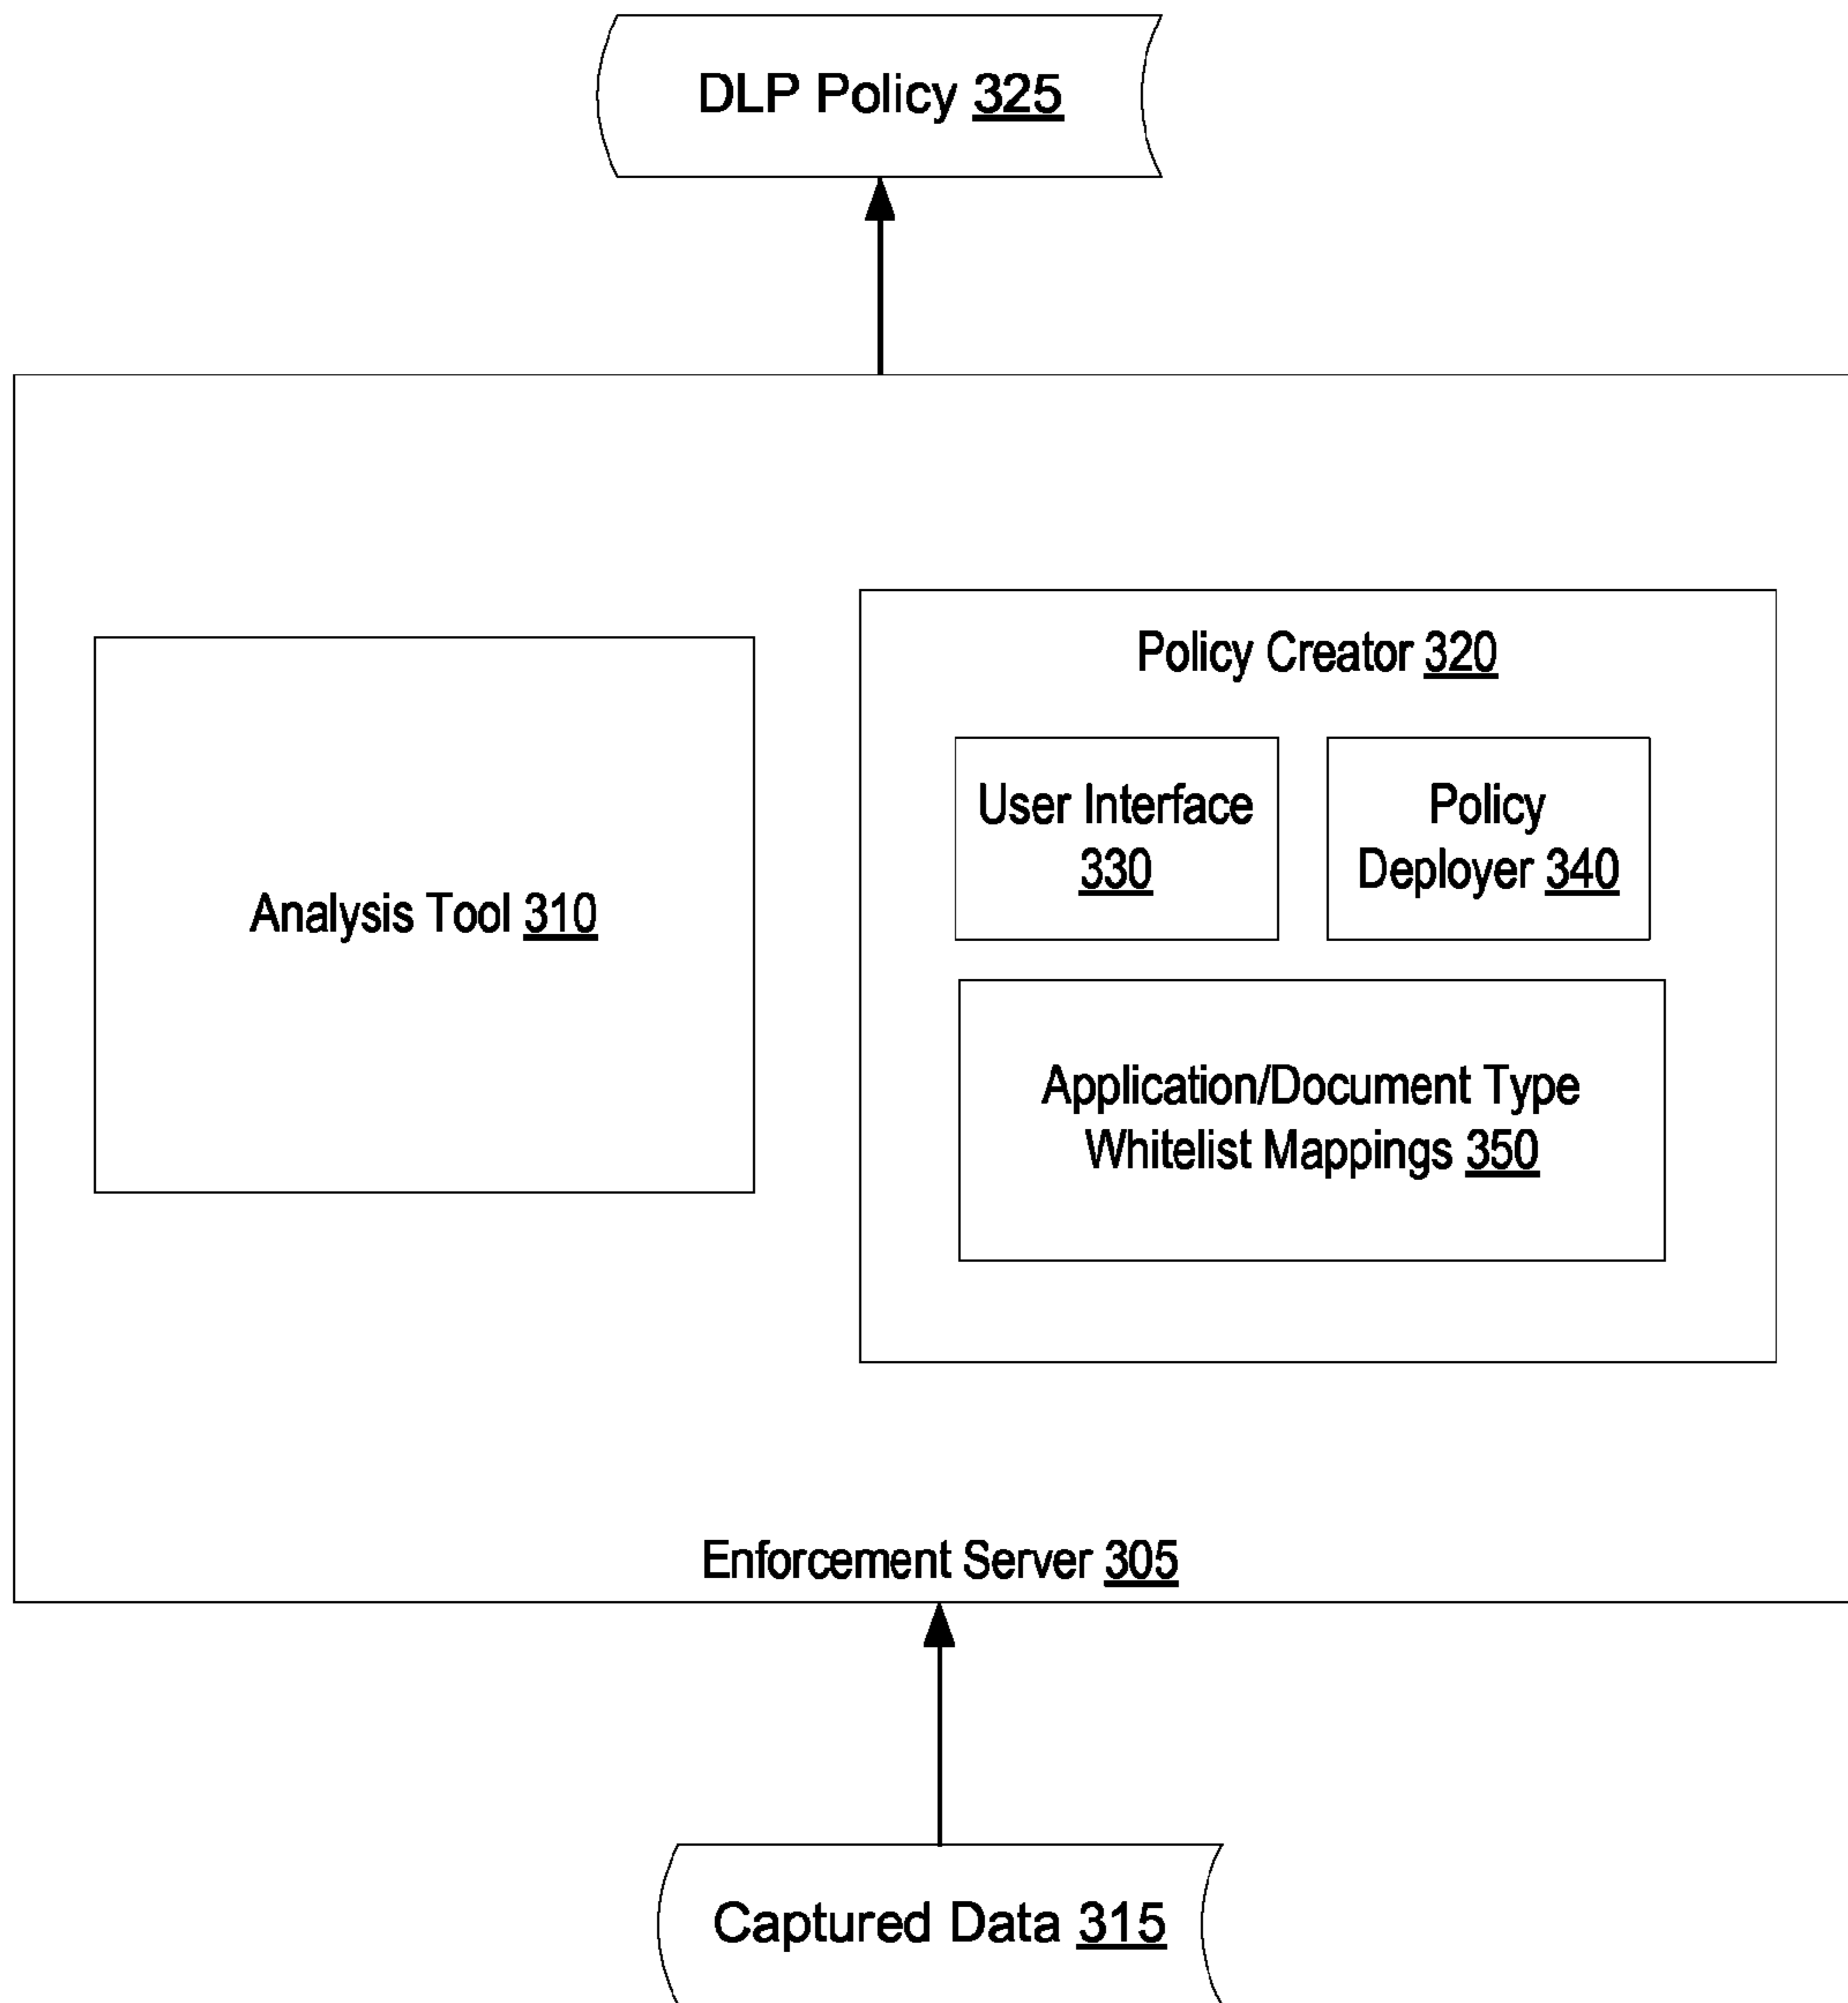 DLP Policy 325
Policy Creator 320
User Interface
330
Policy
Deployer 340
Analysis Tool 310
Application/Document Type
Whitelist Mappings 350
Enforcement Server 305
Captured Data 315